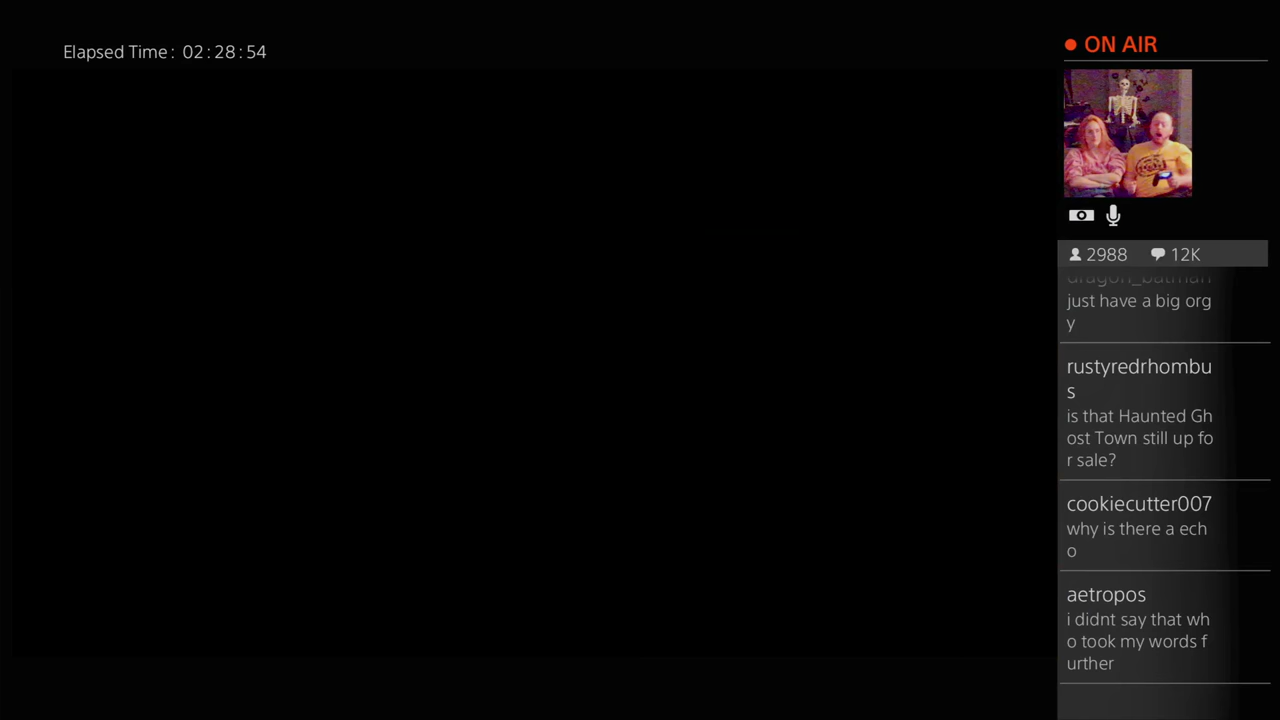 Elapsed Time: 02:28:54
ON AIR
2988 12K
dragon_batman
just have a big org
y
rustyredrhombu
s
is that Haunted Gh
ost Town still up fo
r sale?
cookiecutter007
why is there a ech
o
aetropos
i didnt say that wh
o took my words f
urther